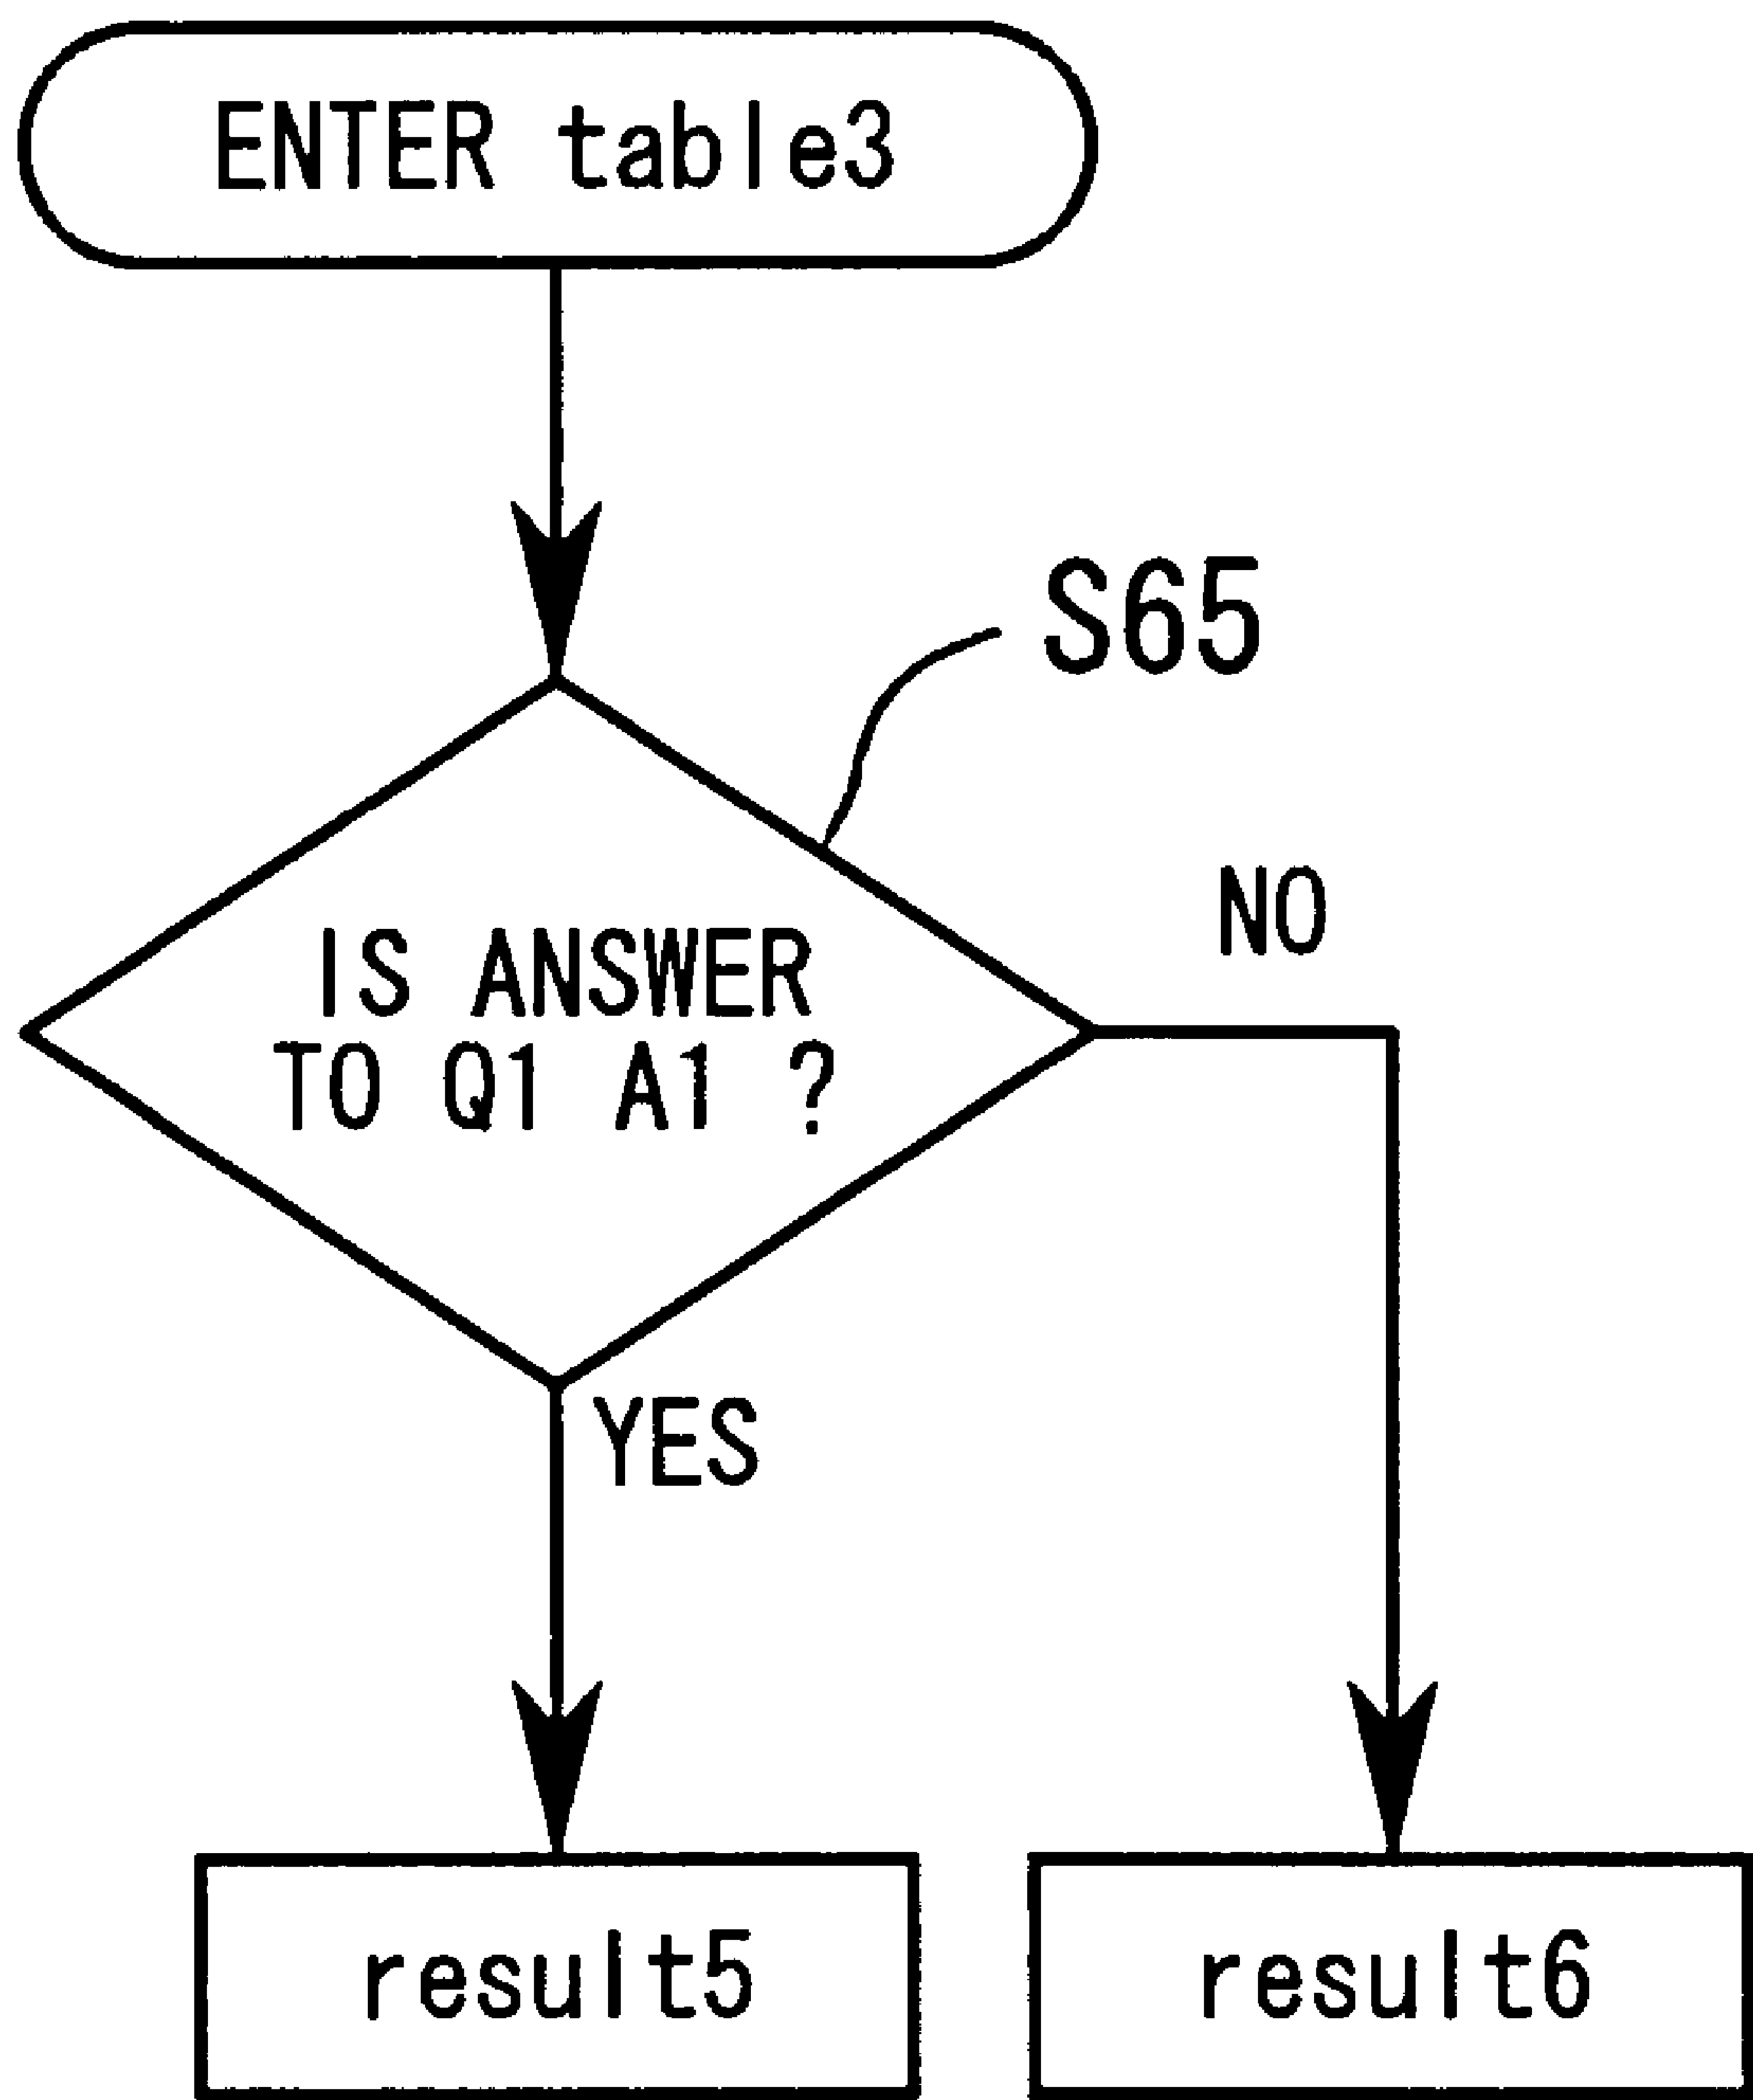 ENTER table3
S65
NO
IS ANSWER
TO Q1 A1 ?
YES
result5
result6